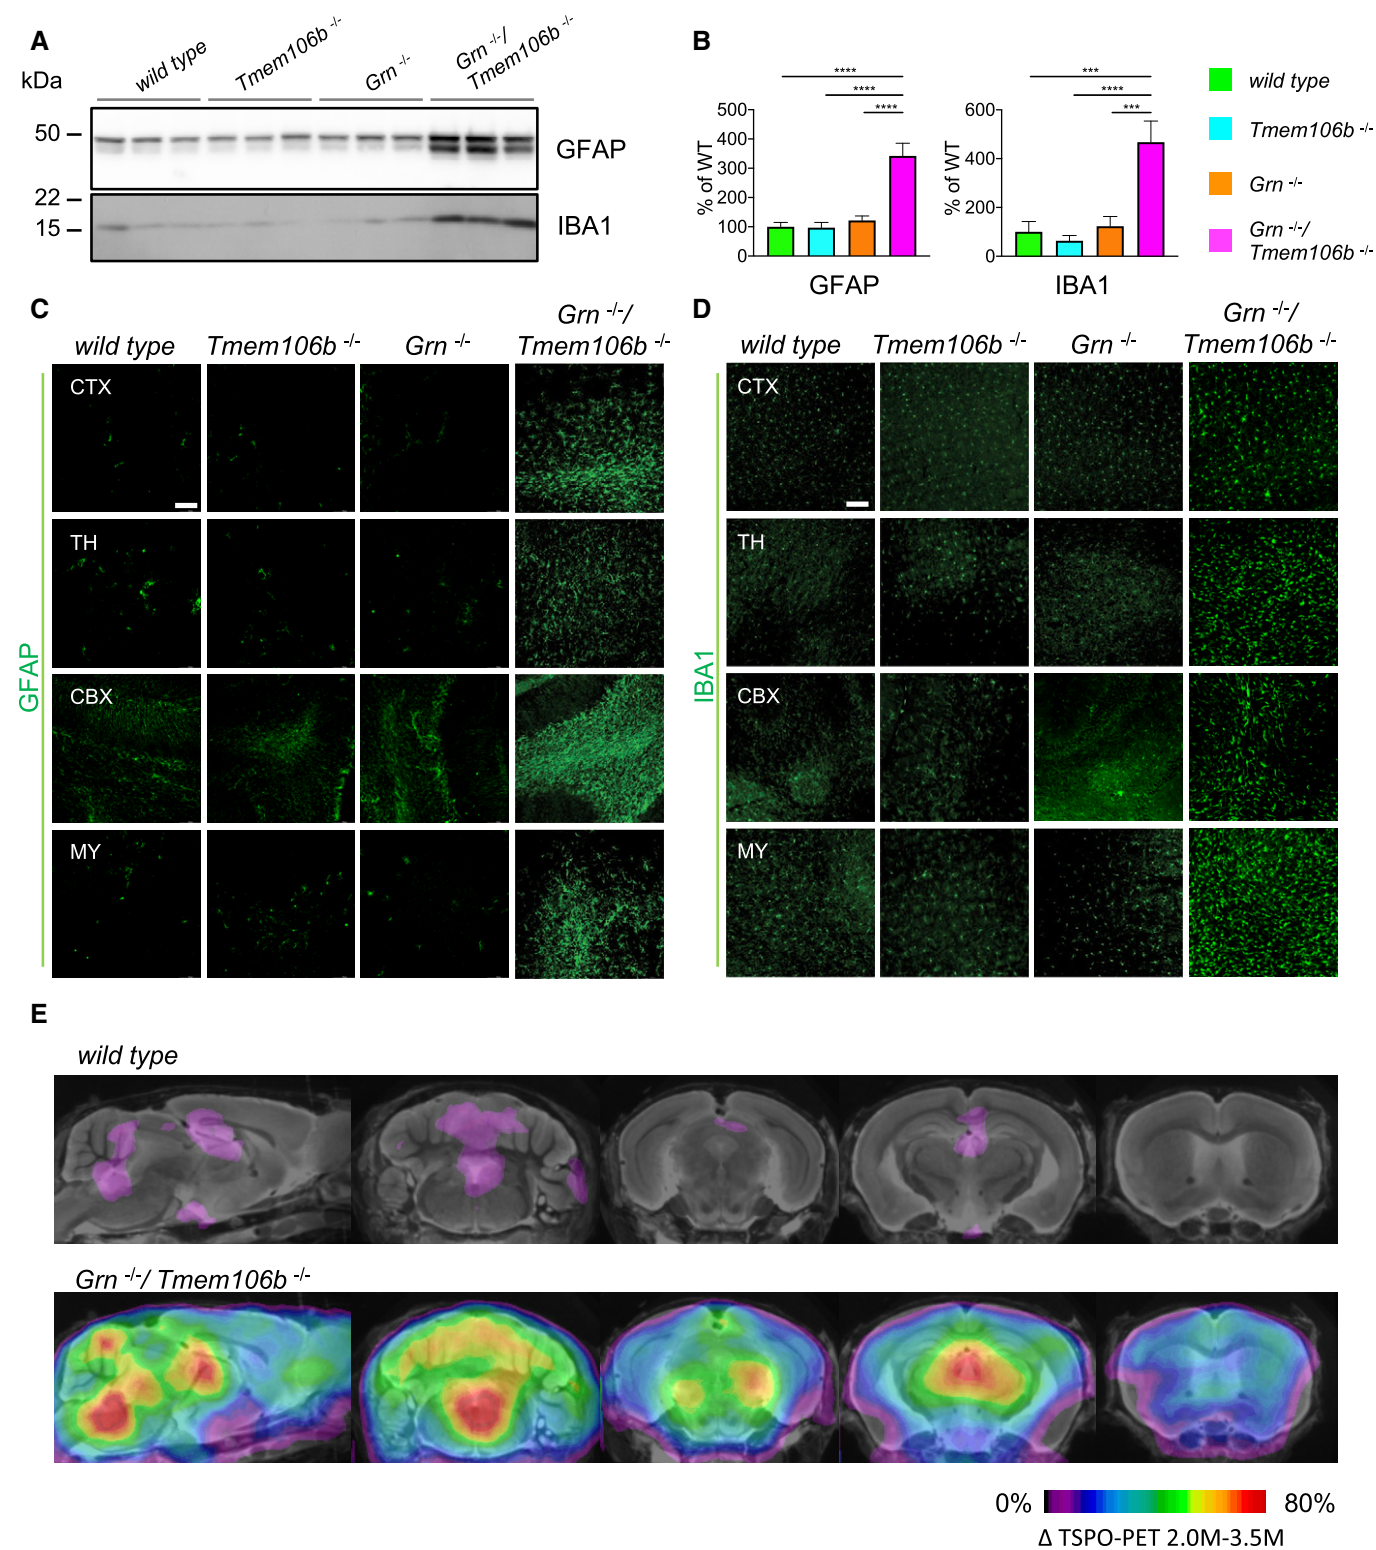 A
kDa
wild type
Tmem106b -/-
Grn -/-
Grn -/-/
Tmem106b -/-
50
GFAP
22
15
IBA1
B
****
****
****
500
400
300
200
100
0
% of WT
GFAP
***
****
***
600
400
200
0
% of WT
IBA1
wild type
Tmem106b -/-
Grn -/-
Grn -/-/
Tmem106b -/-
C
wild type
Tmem106b -/-
Grn -/-
Grn -/-/
Tmem106b -/-
GFAP
CTX
TH
CBX
MY
D
wild type
Tmem106b -/-
Grn -/-
Grn -/-/
Tmem106b -/-
IBA1
CTX
TH
CBX
MY
E
wild type
Grn -/-/ Tmem106b -/-
0%
80%
Δ TSPO-PET 2.0M-3.5M